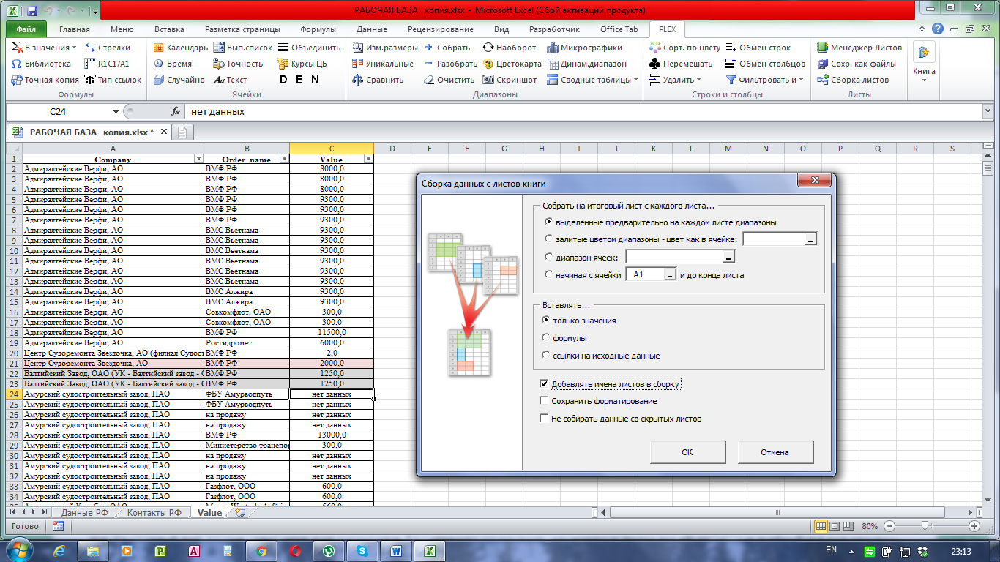 РАБОЧАЯ БАЗА копия.xlsx - Microsoft Excel (Сбой активации продукта)
Файл Главная Меню Вставка Разметка страницы Формулы Данные Рецензирование Вид Разработчик Office Tab PLEX
В значения Стрелки Календарь Вып.список Объединить Изм.размеры Собрать Наоборот Микрографики Сорт. по цвету Обмен строк Менеджер Листов
Библиотека R1C1/A1 Время Точность Курсы ЦБ Уникальные Разобрать Цветокарта Динам.диапазон Перемешать Обмен столбцов Сохр. как файлы Книга
Точная копия Тип ссылок Случайно Текст D E N Сравнить Очистить Скриншот Сводные таблицы Удалить Фильтровать и Сборка листов
Формулы Ячейки Диапазоны Строки и столбцы Листы
C24 fx нет данных
РАБОЧАЯ БАЗА копия.xlsx *
A B C D E F G H I J K L M N O P Q R S
1 Company Order_name Value
2 Адмиралтейские Верфи, АО ВМФ РФ 8000,0
3 Адмиралтейские Верфи, АО ВМФ РФ 8000,0
4 Адмиралтейские Верфи, АО ВМФ РФ 8000,0
5 Адмиралтейские Верфи, АО ВМФ РФ 9300,0
6 Адмиралтейские Верфи, АО ВМФ РФ 9300,0
7 Адмиралтейские Верфи, АО ВМФ РФ 9300,0
8 Адмиралтейские Верфи, АО ВМС Вьетнама 9300,0
9 Адмиралтейские Верфи, АО ВМС Вьетнама 9300,0
10 Адмиралтейские Верфи, АО ВМС Вьетнама 9300,0
11 Адмиралтейские Верфи, АО ВМС Вьетнама 9300,0
12 Адмиралтейские Верфи, АО ВМС Вьетнама 9300,0
13 Адмиралтейские Верфи, АО ВМС Вьетнама 9300,0
14 Адмиралтейские Верфи, АО ВМС Алжира 9300,0
15 Адмиралтейские Верфи, АО ВМС Алжира 9300,0
16 Адмиралтейские Верфи, АО Совкомфлот, ОАО 300,0
17 Адмиралтейские Верфи, АО Совкомфлот, ОАО 300,0
18 Адмиралтейские Верфи, АО ВМФ РФ 11500,0
19 Адмиралтейские Верфи, АО Росгидромет 6000,0
20 Центр Судоремонта Звездочка, АО (филиал Судост ВМФ РФ 2,0
21 Центр Судоремонта Звездочка, АО ВМФ РФ 2000,0
22 Балтийский Завод, ОАО (УК - Балтийский завод - С ВМФ РФ 1250,0
23 Балтийский Завод, ОАО (УК - Балтийский завод - С ВМФ РФ 1250,0
24 Амурский судостроительный завод, ПАО ФБУ Амурводпуть нет данных
25 Амурский судостроительный завод, ПАО ФБУ Амурводпуть нет данных
26 Амурский судостроительный завод, ПАО на продажу нет данных
27 Амурский судостроительный завод, ПАО на продажу нет данных
28 Амурский судостроительный завод, ПАО ВМФ РФ 13000,0
29 Амурский судостроительный завод, ПАО Министерство транспор 300,0
30 Амурский судостроительный завод, ПАО на продажу нет данных
31 Амурский судостроительный завод, ПАО на продажу нет данных
32 Амурский судостроительный завод, ПАО на продажу нет данных
33 Амурский судостроительный завод, ПАО Газфлот, ООО 600,0
34 Амурский судостроительный завод, ПАО Газфлот, ООО 600,0
Сборка данных с листов книги
Собрать на итоговый лист с каждого листа...
выделенные предварительно на каждом листе диапазоны
залитые цветом диапазоны - цвет как в ячейке:
диапазон ячеек:
начиная с ячейки A1 и до конца листа
Вставлять...
только значения
формулы
ссылки на исходные данные
Добавлять имена листов в сборку
Сохранить форматирование
Не собирать данные со скрытых листов
OK Отмена
Данные РФ Контакты РФ Value
Готово 80%
EN 23:13